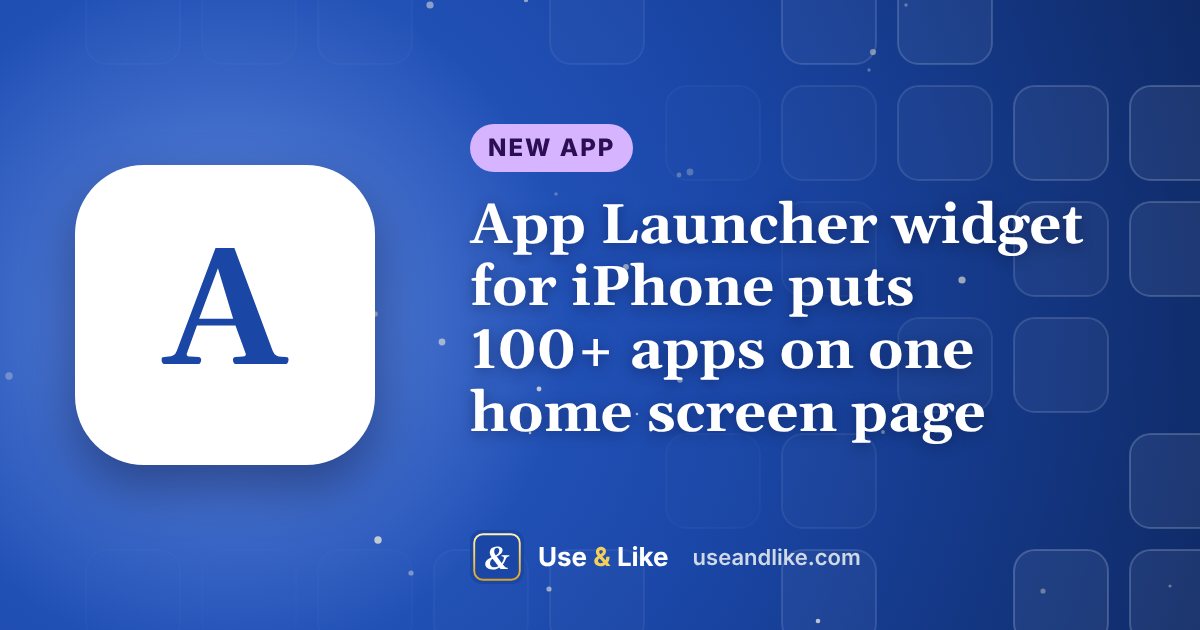 A
NEW APP
App Launcher widget
for iPhone puts
100+ apps on one
home screen page
& Use & Like useandlike.com